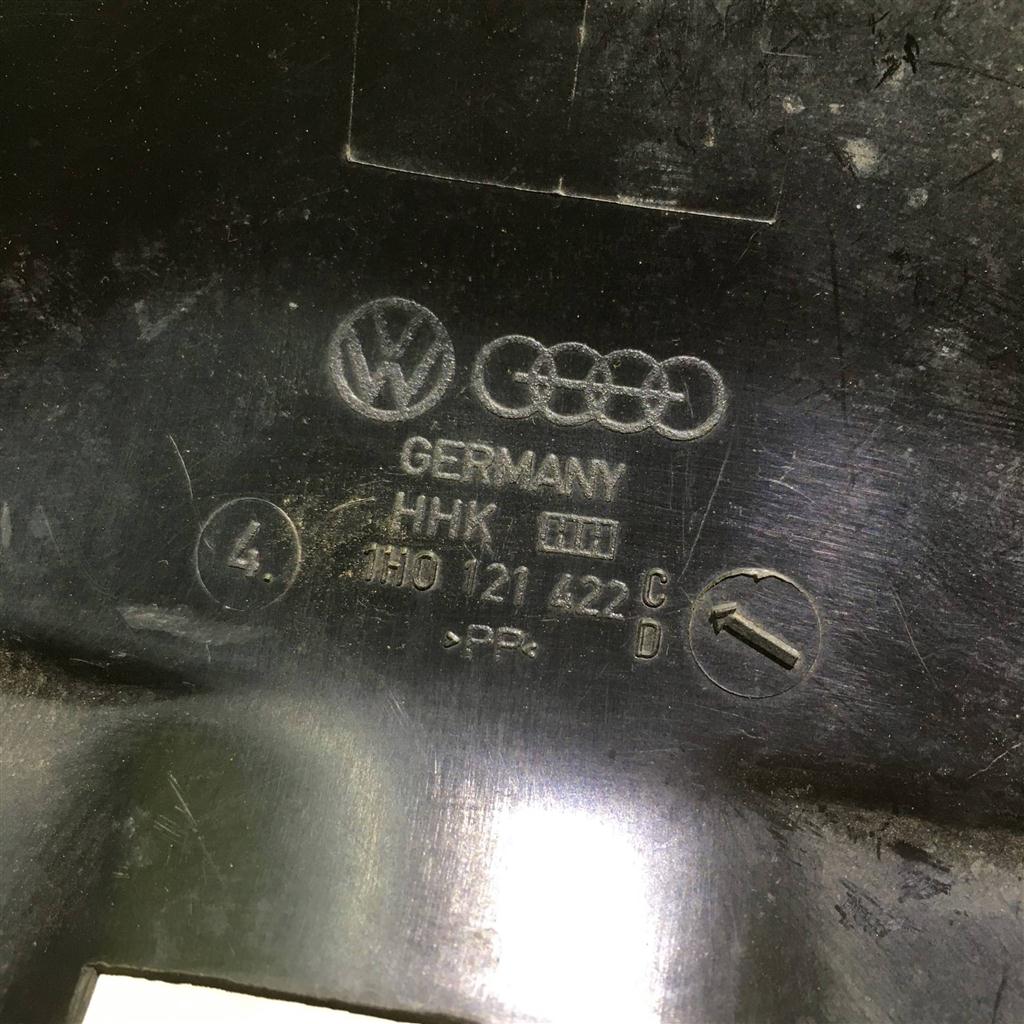 GERMANY
HHK
4.
1H0 121 422 C
D
>PP<